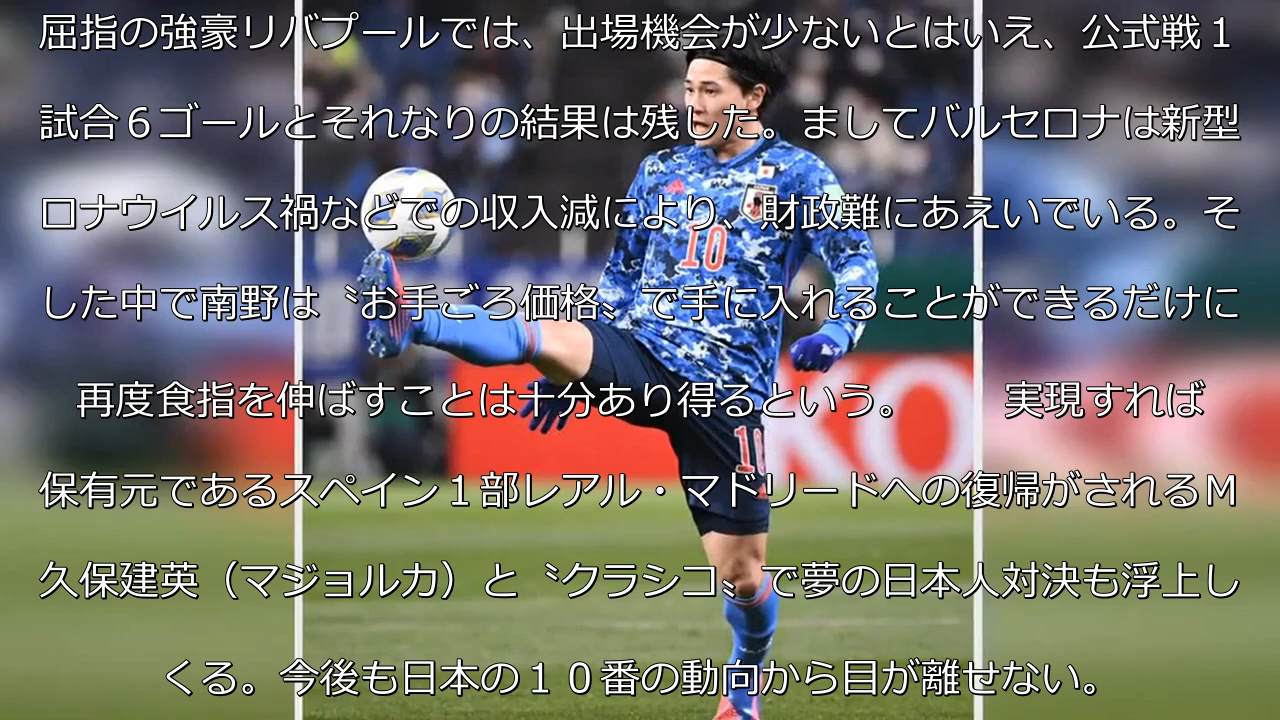 屈指の強豪リバプールでは、出場機会が少ないとはいえ、公式戦１
試合６ゴールとそれなりの結果は残した。ましてバルセロナは新型
ロナウイルス禍などでの収入減により、財政難にあえいでいる。そ
した中で南野は〝お手ごろ価格〟で手に入れることができるだけに
再度食指を伸ばすことは十分あり得るという。　　実現すれば
保有元であるスペイン１部レアル・マドリードへの復帰がされるＭ
久保建英（マジョルカ）と〝クラシコ〟で夢の日本人対決も浮上し
くる。今後も日本の１０番の動向から目が離せない。
10
10
KO